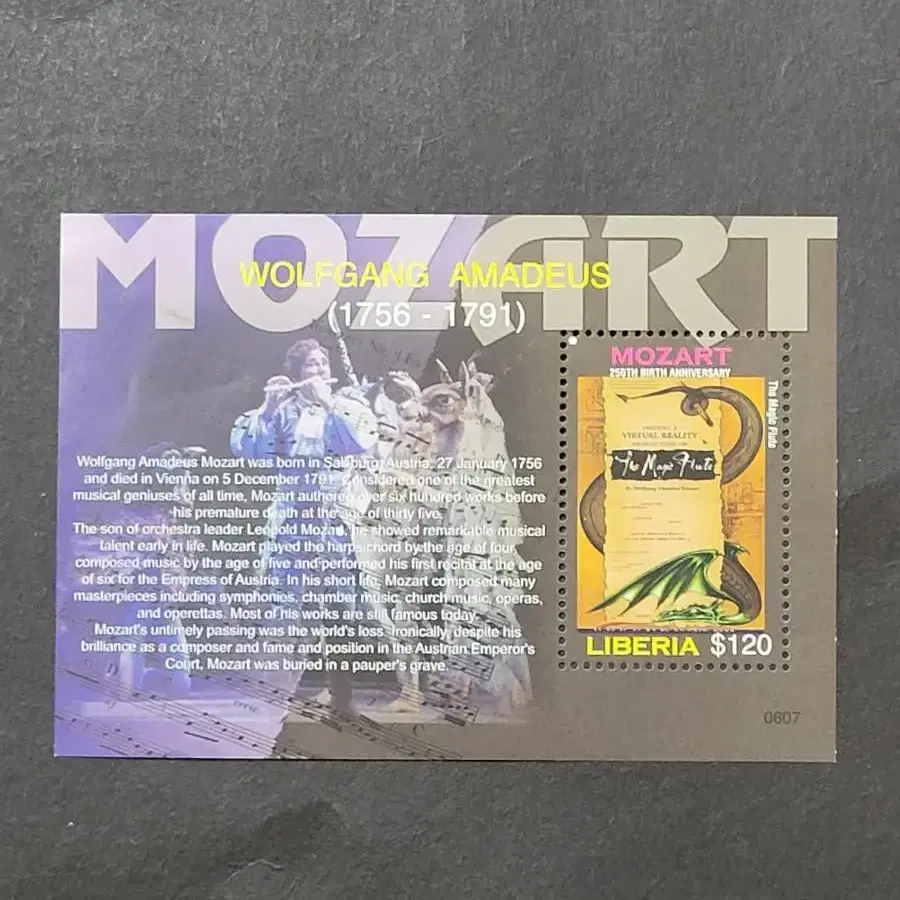 MOZART
WOLFGANG AMADEUS
(1756 - 1791)
Wolfgang Amadeus Mozart was born in Salzburg, Austria, 27 January 1756
and died in Vienna on 5 December 1791. Considered one of the greatest
musical geniuses of all time, Mozart authored over six hundred works before
his premature death at the age of thirty five.
The son of orchestra leader Leopold Mozart, he showed remarkable musical
talent early in life. Mozart played the harpsichord by the age of four,
composed music by the age of five and performed his first recital at the age
of six for the Empress of Austria. In his short life, Mozart composed many
masterpieces including symphonies, chamber music, church music, operas,
and operettas. Most of his works are still famous today.
Mozart's untimely passing was the world's loss. Ironically, despite his
brilliance as a composer and fame and position in the Austrian Emperor's
Court, Mozart was buried in a pauper's grave.
MOZART
250TH BIRTH ANNIVERSARY
The Magic Flute
VIRTUAL REALITY
The Magic Flute
LIBERIA $120
0607